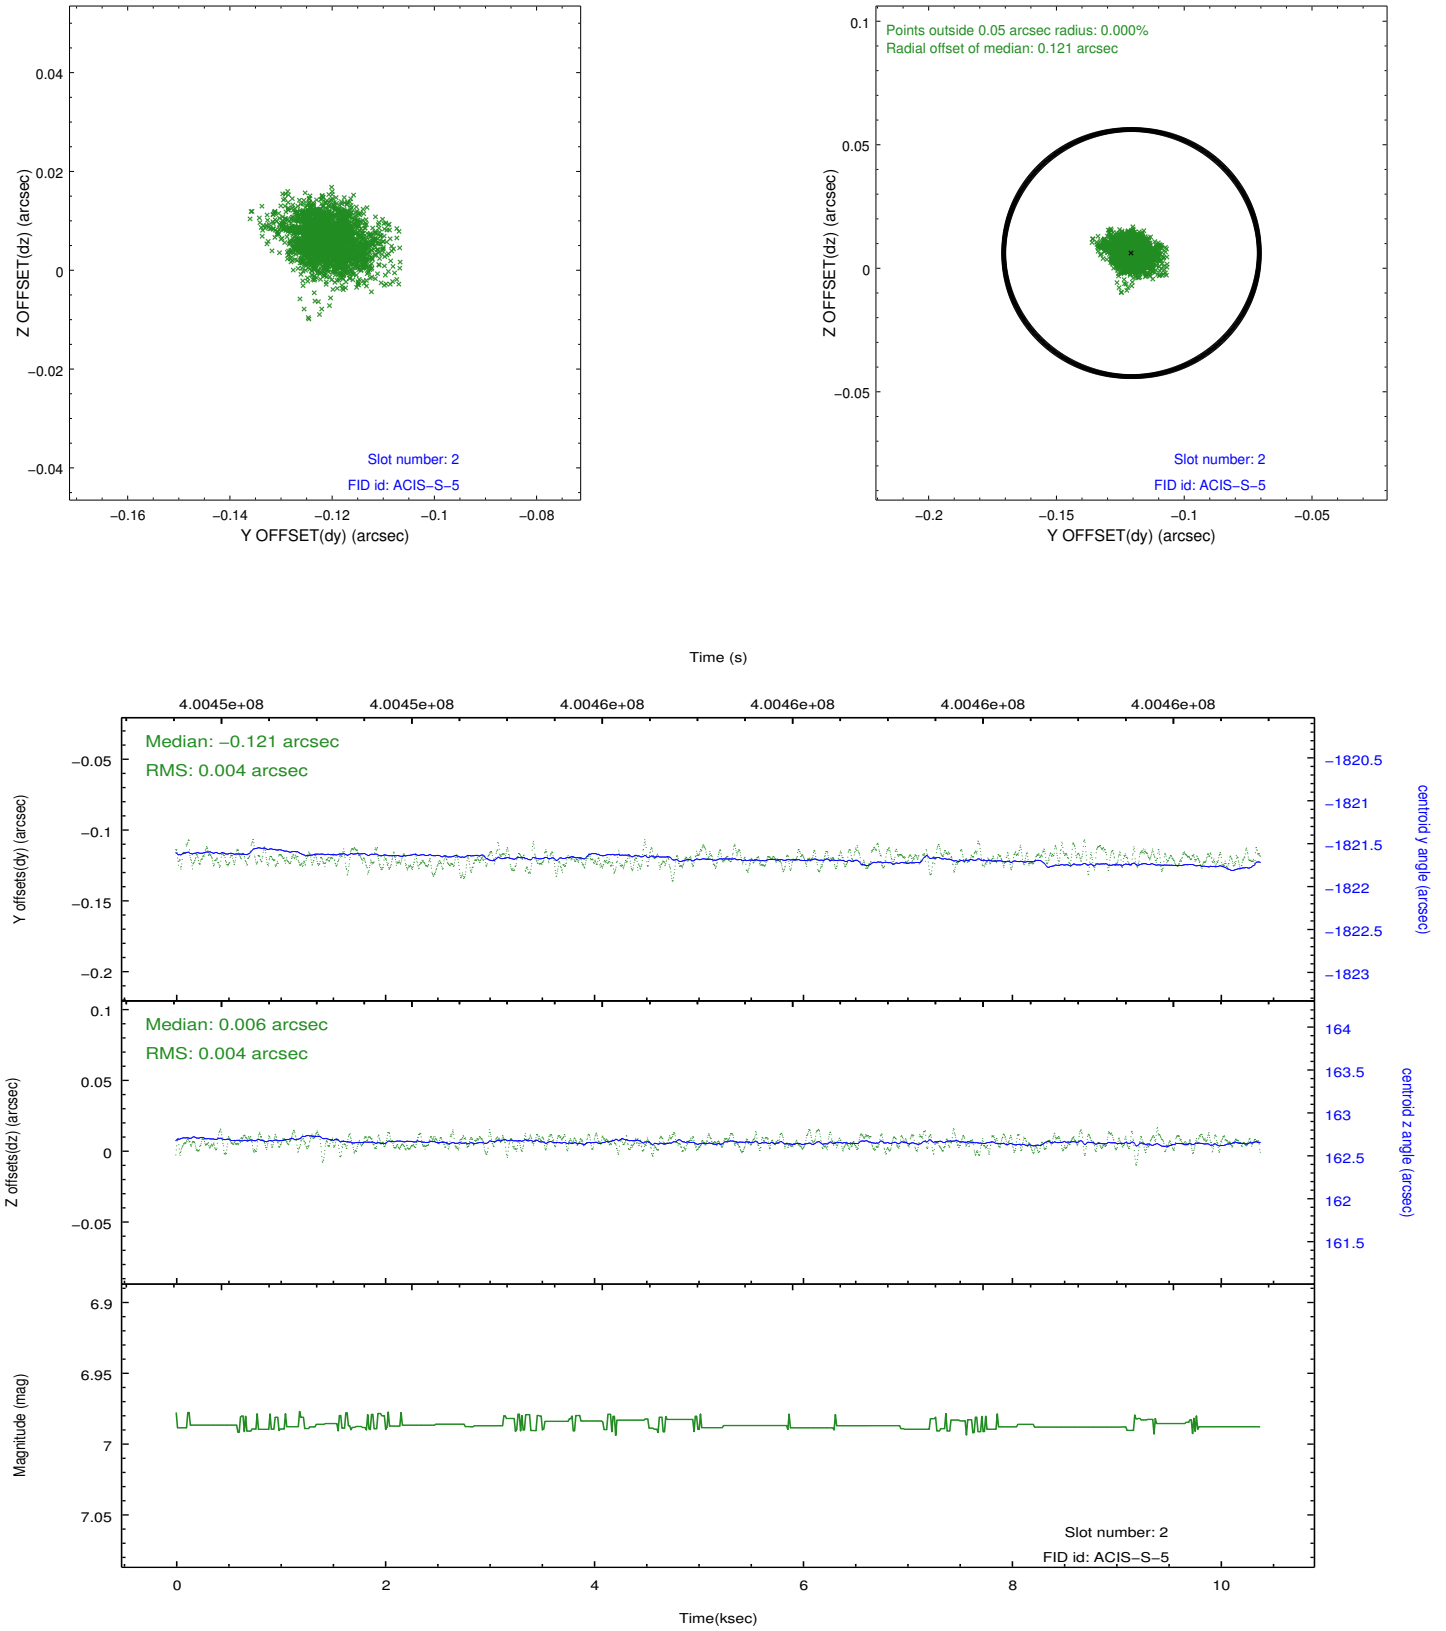 0.04
0.02
0
−0.02
−0.04
Z OFFSET(dz) (arcsec)
Slot number: 2
FID id: ACIS−S−5
−0.16
−0.14
−0.12
−0.1
−0.08
Y OFFSET(dy) (arcsec)
Points outside 0.05 arcsec radius: 0.000%
Radial offset of median: 0.121 arcsec
0.1
0.05
0
−0.05
Z OFFSET(dz) (arcsec)
Slot number: 2
FID id: ACIS−S−5
−0.2
−0.15
−0.1
−0.05
Y OFFSET(dy) (arcsec)
Time (s)
4.0045e+08
4.0045e+08
4.0046e+08
4.0046e+08
4.0046e+08
4.0046e+08
Median: −0.121 arcsec
RMS: 0.004 arcsec
−0.05
−0.1
−0.15
−0.2
Y offsets(dy) (arcsec)
−1820.5
−1821
−1821.5
−1822
−1822.5
−1823
centroid y angle (arcsec)
Median: 0.006 arcsec
RMS: 0.004 arcsec
0.1
0.05
0
−0.05
Z offsets(dz) (arcsec)
164
163.5
163
162.5
162
161.5
centroid z angle (arcsec)
6.9
6.95
7
7.05
Magnitude (mag)
Slot number: 2
FID id: ACIS−S−5
0
2
4
6
8
10
Time(ksec)